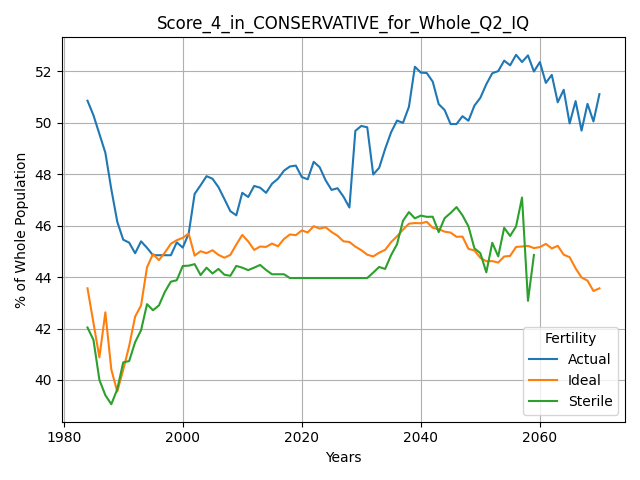 Score_4_in_CONSERVATIVE_for_Whole_Q2_IQ
% of Whole Population
52
50
48
46
44
42
40
1980
2000
2020
2040
2060
Years
Fertility
Actual
Ideal
Sterile